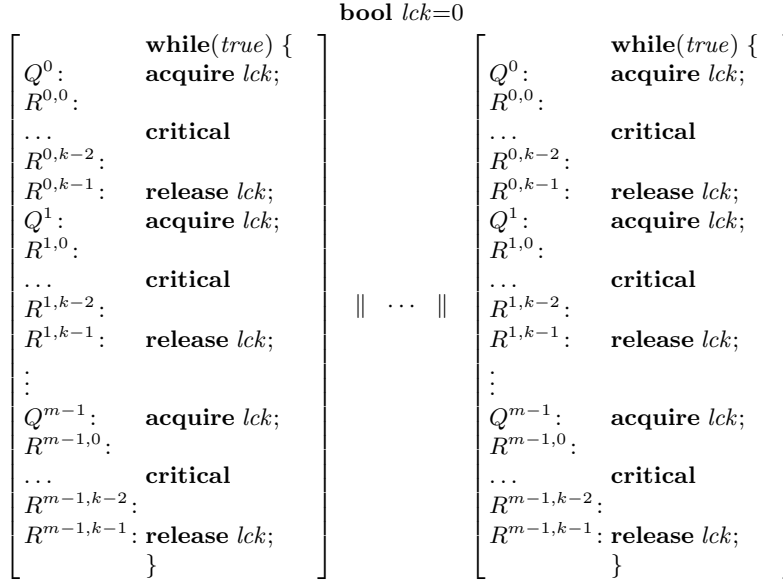 bool lck=0
while(true) { while(true) {
Q^0: acquire lck; Q^0: acquire lck;
R^{0,0}: R^{0,0}:
... critical ... critical
R^{0,k−2}: R^{0,k−2}:
R^{0,k−1}: release lck; R^{0,k−1}: release lck;
Q^1: acquire lck; Q^1: acquire lck;
R^{1,0}: R^{1,0}:
... critical ... critical
R^{1,k−2}: ∥ ⋯ ∥ R^{1,k−2}:
R^{1,k−1}: release lck; R^{1,k−1}: release lck;
⋮ ⋮
Q^{m−1}: acquire lck; Q^{m−1}: acquire lck;
R^{m−1,0}: R^{m−1,0}:
... critical ... critical
R^{m−1,k−2}: R^{m−1,k−2}:
R^{m−1,k−1}: release lck; R^{m−1,k−1}: release lck;
} }